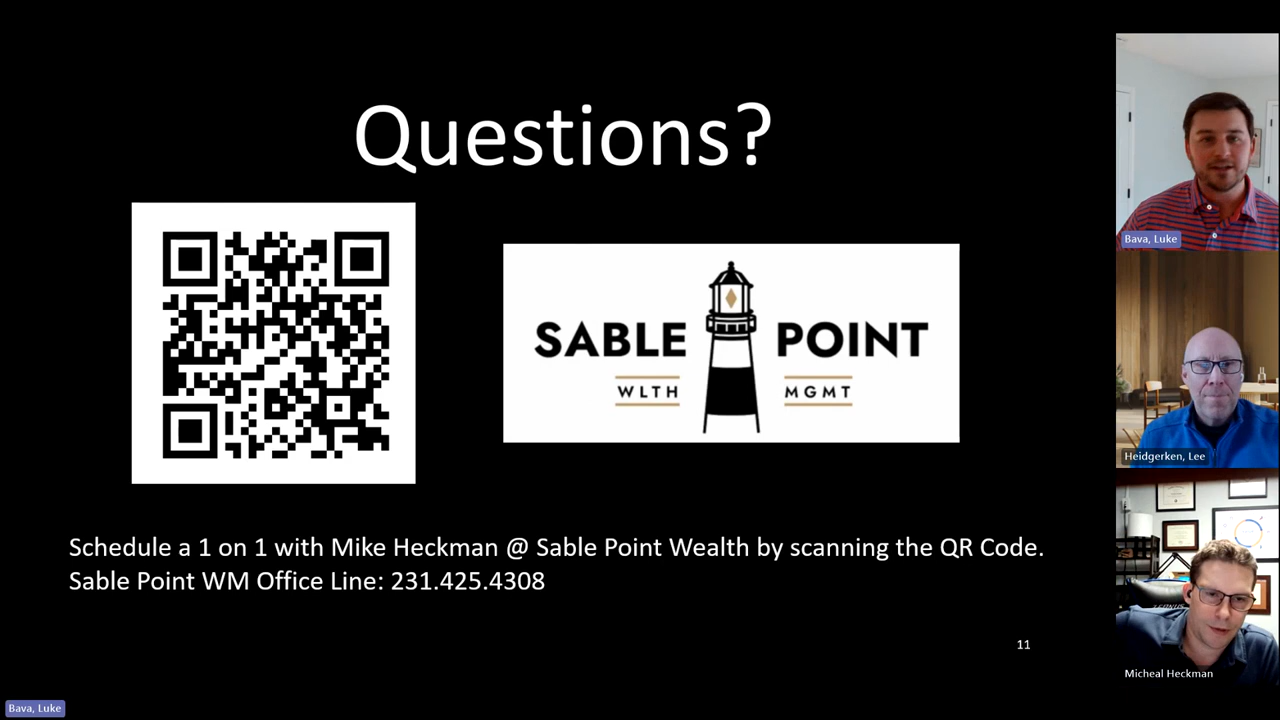 Questions?
SABLE POINT
WLTH MGMT
Schedule a 1 on 1 with Mike Heckman @ Sable Point Wealth by scanning the QR Code.
Sable Point WM Office Line: 231.425.4308
11
Bava, Luke
Heidgerken, Lee
Micheal Heckman
Bava, Luke